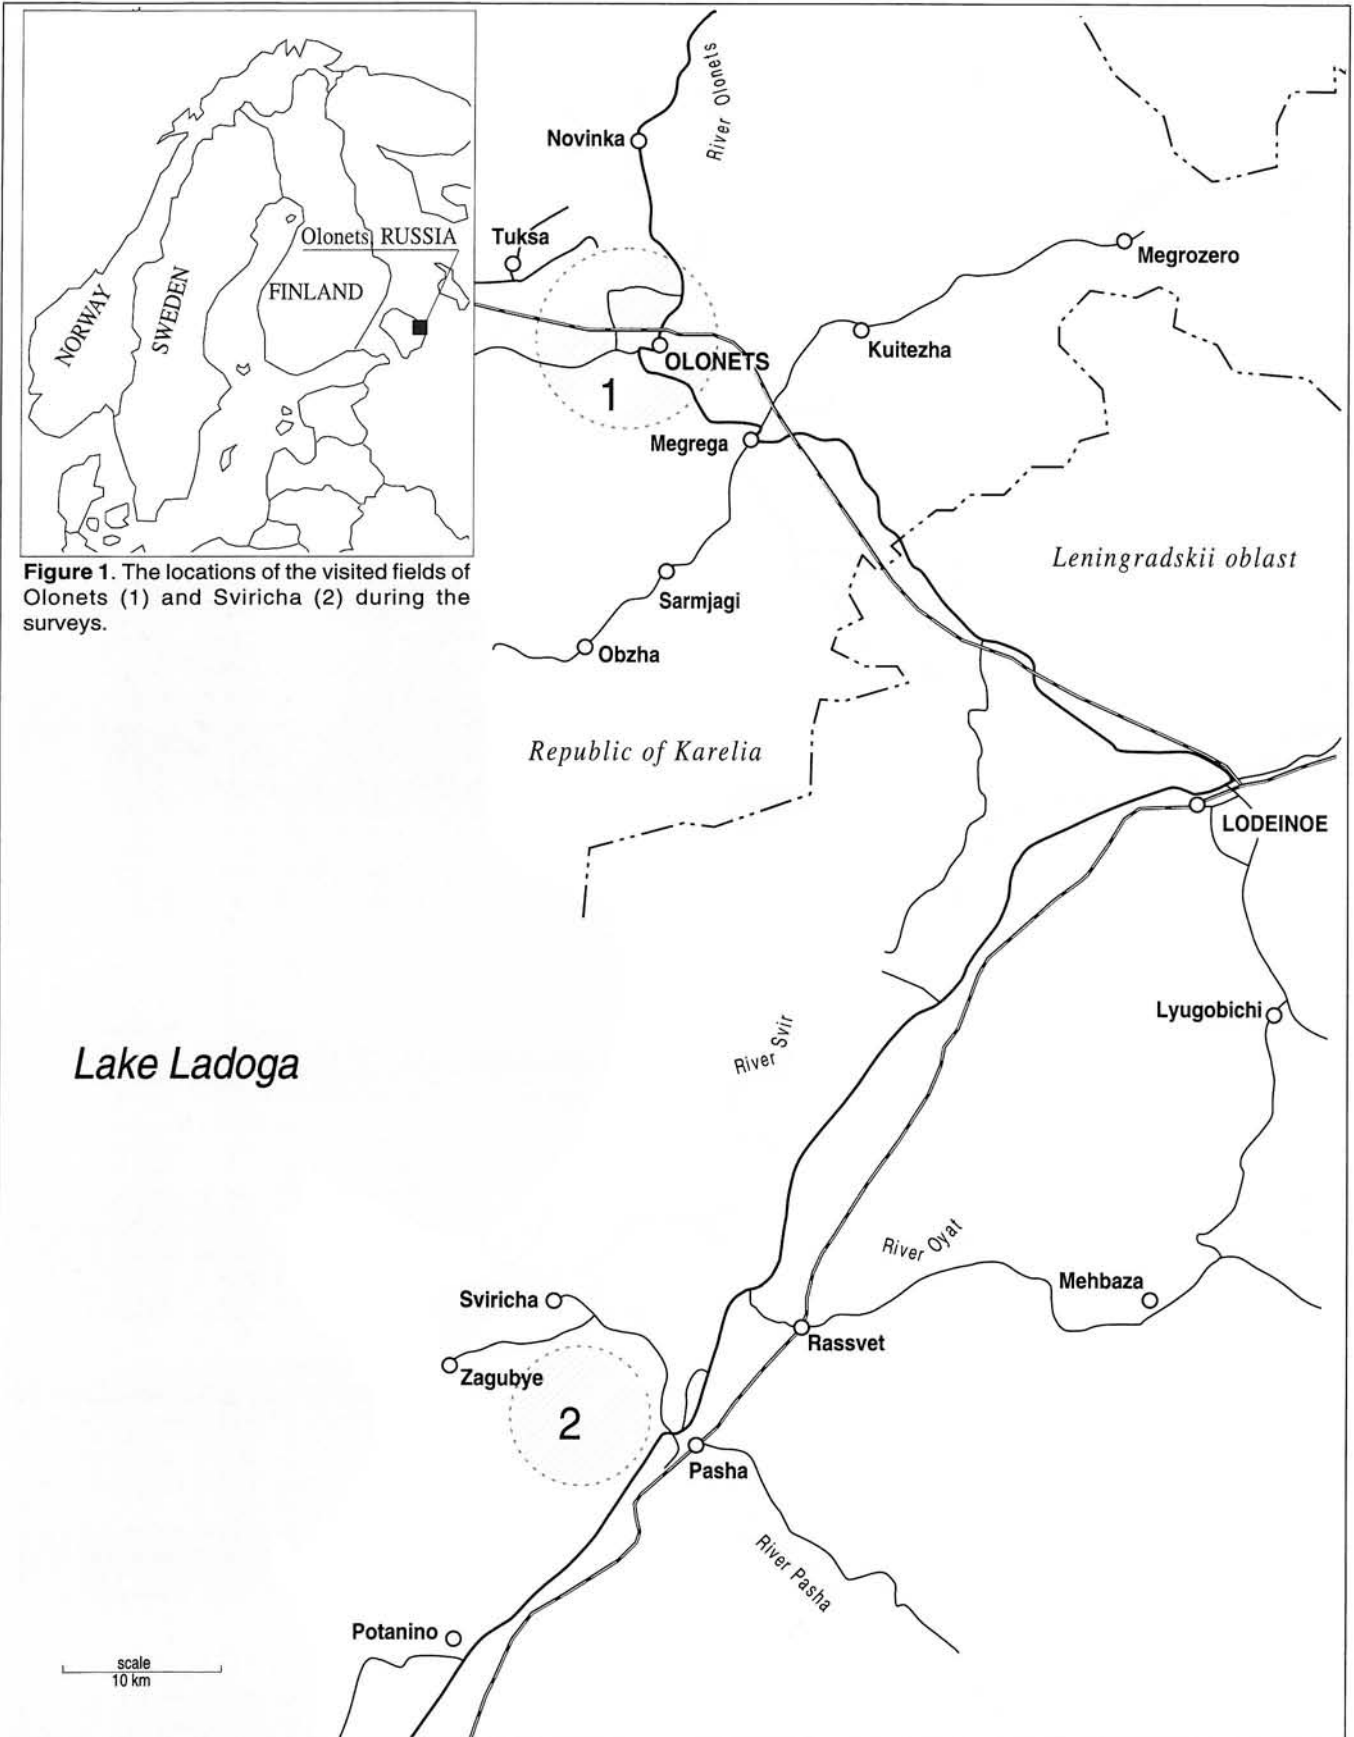 River Olonets
Novinka
Tuksa
Olonets, RUSSIA
NORWAY
SWEDEN
FINLAND
Megrozero
Kuitezha
OLONETS
1
Megrega
Figure 1. The locations of the visited fields of
Olonets (1) and Sviricha (2) during the
surveys.
Leningradskii oblast
Sarmjagi
Obzha
Republic of Karelia
LODEINOE
Lyugobichi
River Svir
Lake Ladoga
River Oyat
Mehbaza
Sviricha
Rassvet
Zagubye
2
Pasha
River Pasha
Potanino
scale
10 km